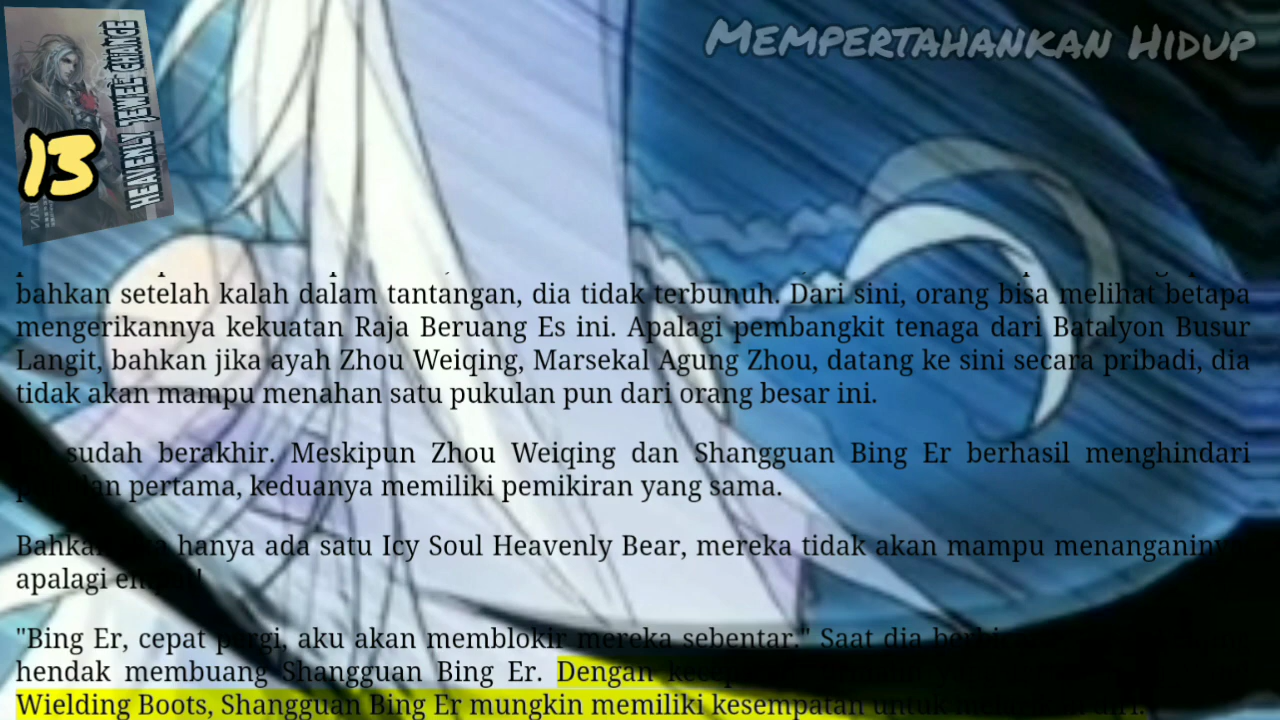 MEMPERTAHANKAN HIDUP
HEAVENLY JEWEL CHANGE
13
bahkan setelah kalah dalam tantangan, dia tidak terbunuh. Dari sini, orang bisa melihat betapa
mengerikannya kekuatan Raja Beruang Es ini. Apalagi pembangkit tenaga dari Batalyon Busur
Langit, bahkan jika ayah Zhou Weiqing, Marsekal Agung Zhou, datang ke sini secara pribadi, dia
tidak akan mampu menahan satu pukulan pun dari orang besar ini.
sudah berakhir. Meskipun Zhou Weiqing dan Shangguan Bing Er berhasil menghindari
pertama, keduanya memiliki pemikiran yang sama.
hanya ada satu Icy Soul Heavenly Bear, mereka tidak akan mampu menanganinya
apalagi
"Bing Er, cepat pergi, aku akan memblokir mereka sebentar." Saat dia
hendak membuang Shangguan Bing Er. Dengan
Wielding Boots, Shangguan Bing Er mungkin memiliki kesempatan untuk